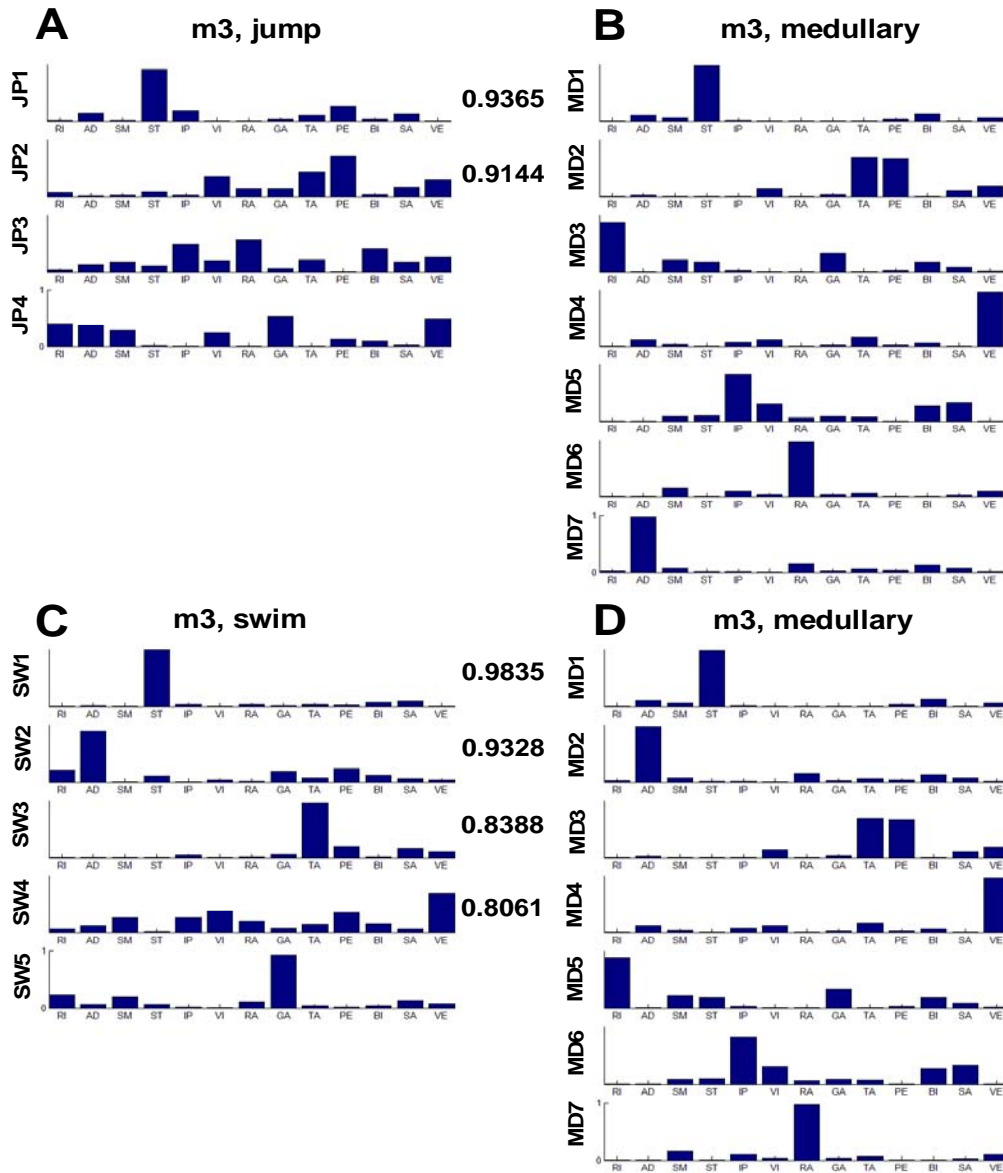 A
m3, jump
JP1
RI AD SM ST IP VI RA GA TA PE BI SA VE
0.9365
JP2
RI AD SM ST IP VI RA GA TA PE BI SA VE
0.9144
JP3
RI AD SM ST IP VI RA GA TA PE BI SA VE
JP4
1
0
RI AD SM ST IP VI RA GA TA PE BI SA VE
B
m3, medullary
MD1
RI AD SM ST IP VI RA GA TA PE BI SA VE
MD2
RI AD SM ST IP VI RA GA TA PE BI SA VE
MD3
RI AD SM ST IP VI RA GA TA PE BI SA VE
MD4
RI AD SM ST IP VI RA GA TA PE BI SA VE
MD5
RI AD SM ST IP VI RA GA TA PE BI SA VE
MD6
RI AD SM ST IP VI RA GA TA PE BI SA VE
MD7
1
0
RI AD SM ST IP VI RA GA TA PE BI SA VE
C
m3, swim
SW1
RI AD SM ST IP VI RA GA TA PE BI SA VE
0.9835
SW2
RI AD SM ST IP VI RA GA TA PE BI SA VE
0.9328
SW3
RI AD SM ST IP VI RA GA TA PE BI SA VE
0.8388
SW4
RI AD SM ST IP VI RA GA TA PE BI SA VE
0.8061
SW5
1
0
RI AD SM ST IP VI RA GA TA PE BI SA VE
D
m3, medullary
MD1
RI AD SM ST IP VI RA GA TA PE BI SA VE
MD2
RI AD SM ST IP VI RA GA TA PE BI SA VE
MD3
RI AD SM ST IP VI RA GA TA PE BI SA VE
MD4
RI AD SM ST IP VI RA GA TA PE BI SA VE
MD5
RI AD SM ST IP VI RA GA TA PE BI SA VE
MD6
RI AD SM ST IP VI RA GA TA PE BI SA VE
MD7
1
0
RI AD SM ST IP VI RA GA TA PE BI SA VE